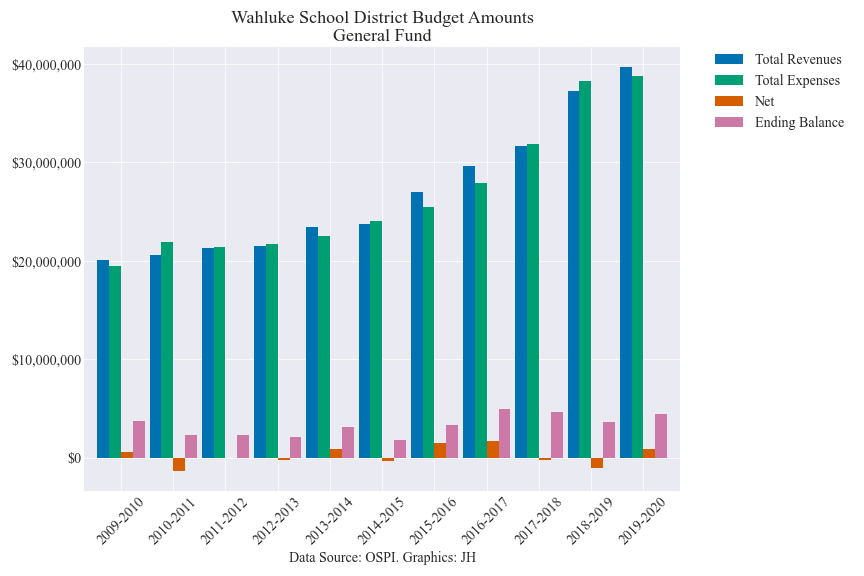 Wahluke School District Budget Amounts
General Fund
Total Revenues
Total Expenses
Net
Ending Balance
$40,000,000
$30,000,000
$20,000,000
$10,000,000
$0
2009-2010
2010-2011
2011-2012
2012-2013
2013-2014
2014-2015
2015-2016
2016-2017
2017-2018
2018-2019
2019-2020
Data Source: OSPI. Graphics: JH